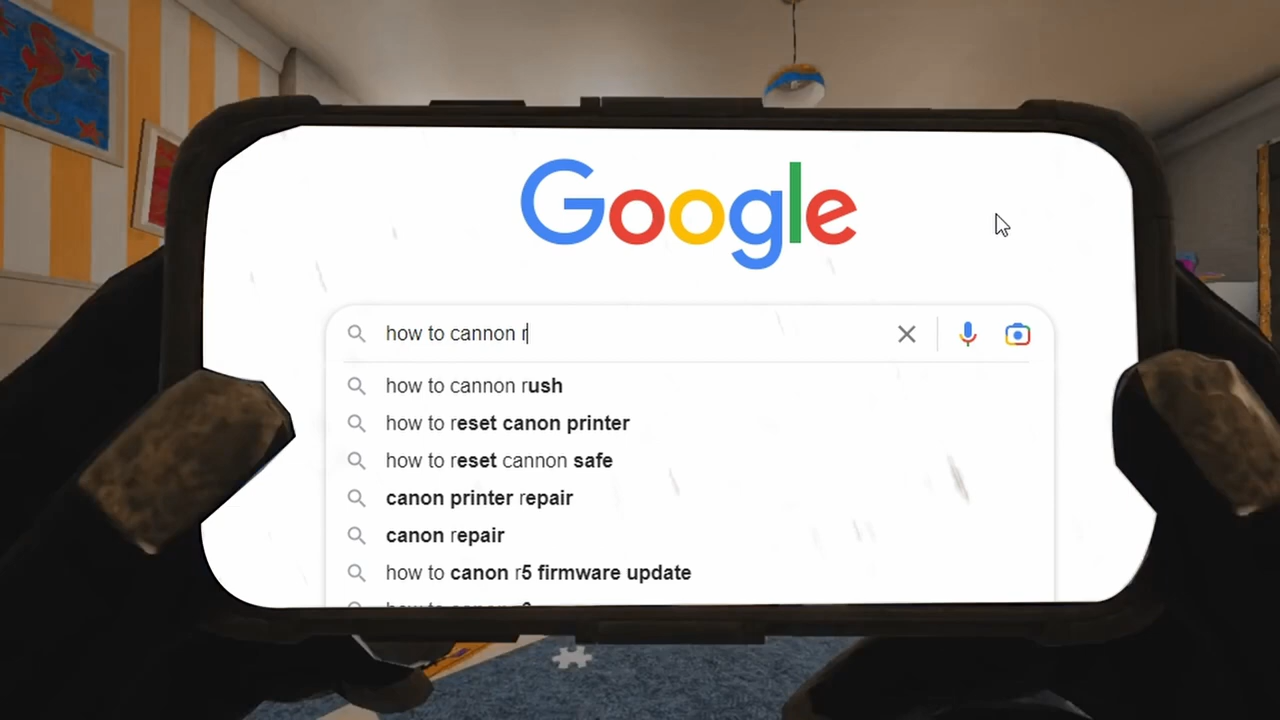 Google
how to cannon r
how to cannon rush
how to reset canon printer
how to reset cannon safe
canon printer repair
canon repair
how to canon r5 firmware update